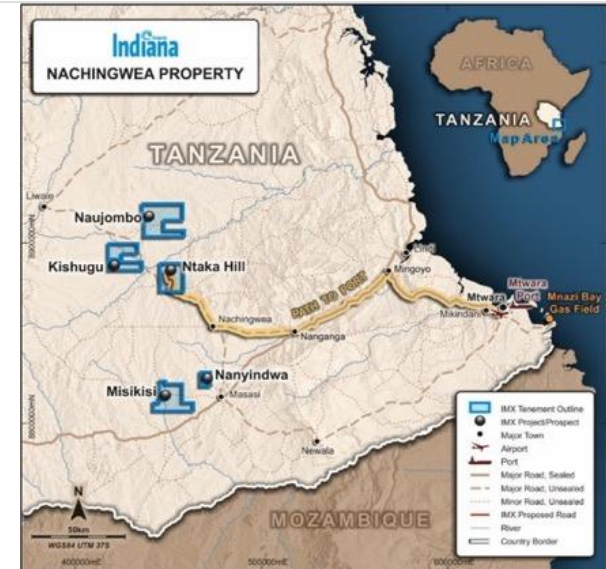 Indiana
NACHINGWEA PROPERTY
AFRICA
TANZANIA
Map Area
TANZANIA
Liwale
Naujombo
Kishugu
Ntaka Hill
Lindi
Mingoyo
PATH TO PORT
Mtwara
Mtwara
Port
Mnazi Bay
Gas Field
Mikindani
Nachingwea
Nanganga
Nanyindwa
Misikisi
Masasi
Newala
MOZAMBIQUE
N
50km
WGS84 UTM 37S
400000mE
500000mE
600000mE
IMX Tenement Outline
IMX Project/Prospect
Major Town
Airport
Port
Major Road, Sealed
Major Road, Unsealed
Minor Road, Unsealed
IMX Proposed Road
River
Country Border